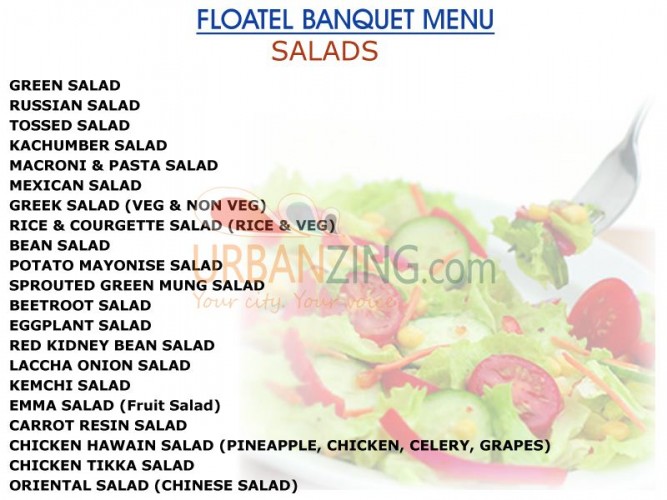 FLOATEL BANQUET MENU
SALADS
GREEN SALAD
RUSSIAN SALAD
TOSSED SALAD
KACHUMBER SALAD
MACRONI & PASTA SALAD
MEXICAN SALAD
GREEK SALAD (VEG & NON VEG)
RICE & COURGETTE SALAD (RICE & VEG)
BEAN SALAD
POTATO MAYONISE SALAD
SPROUTED GREEN MUNG SALAD
BEETROOT SALAD
EGGPLANT SALAD
RED KIDNEY BEAN SALAD
LACCHA ONION SALAD
KEMCHI SALAD
EMMA SALAD (Fruit Salad)
CARROT RESIN SALAD
CHICKEN HAWAIN SALAD (PINEAPPLE, CHICKEN, CELERY, GRAPES)
CHICKEN TIKKA SALAD
ORIENTAL SALAD (CHINESE SALAD)
URBANZING.com
Your city. Your voice.